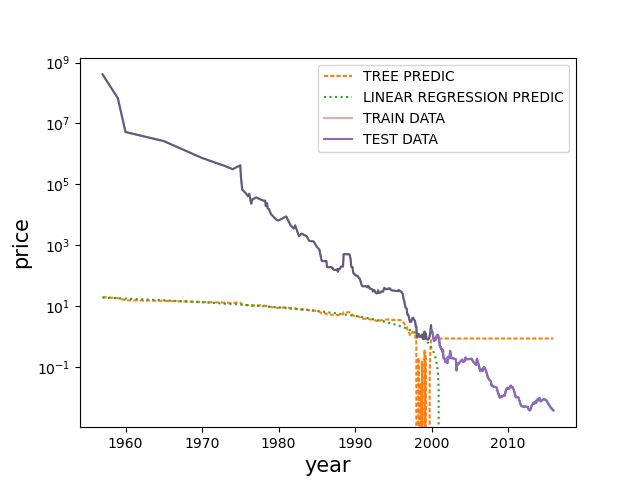 10⁹
10⁷
10⁵
10³
10¹
10⁻¹
price
TREE PREDIC
LINEAR REGRESSION PREDIC
TRAIN DATA
TEST DATA
1960 1970 1980 1990 2000 2010
year